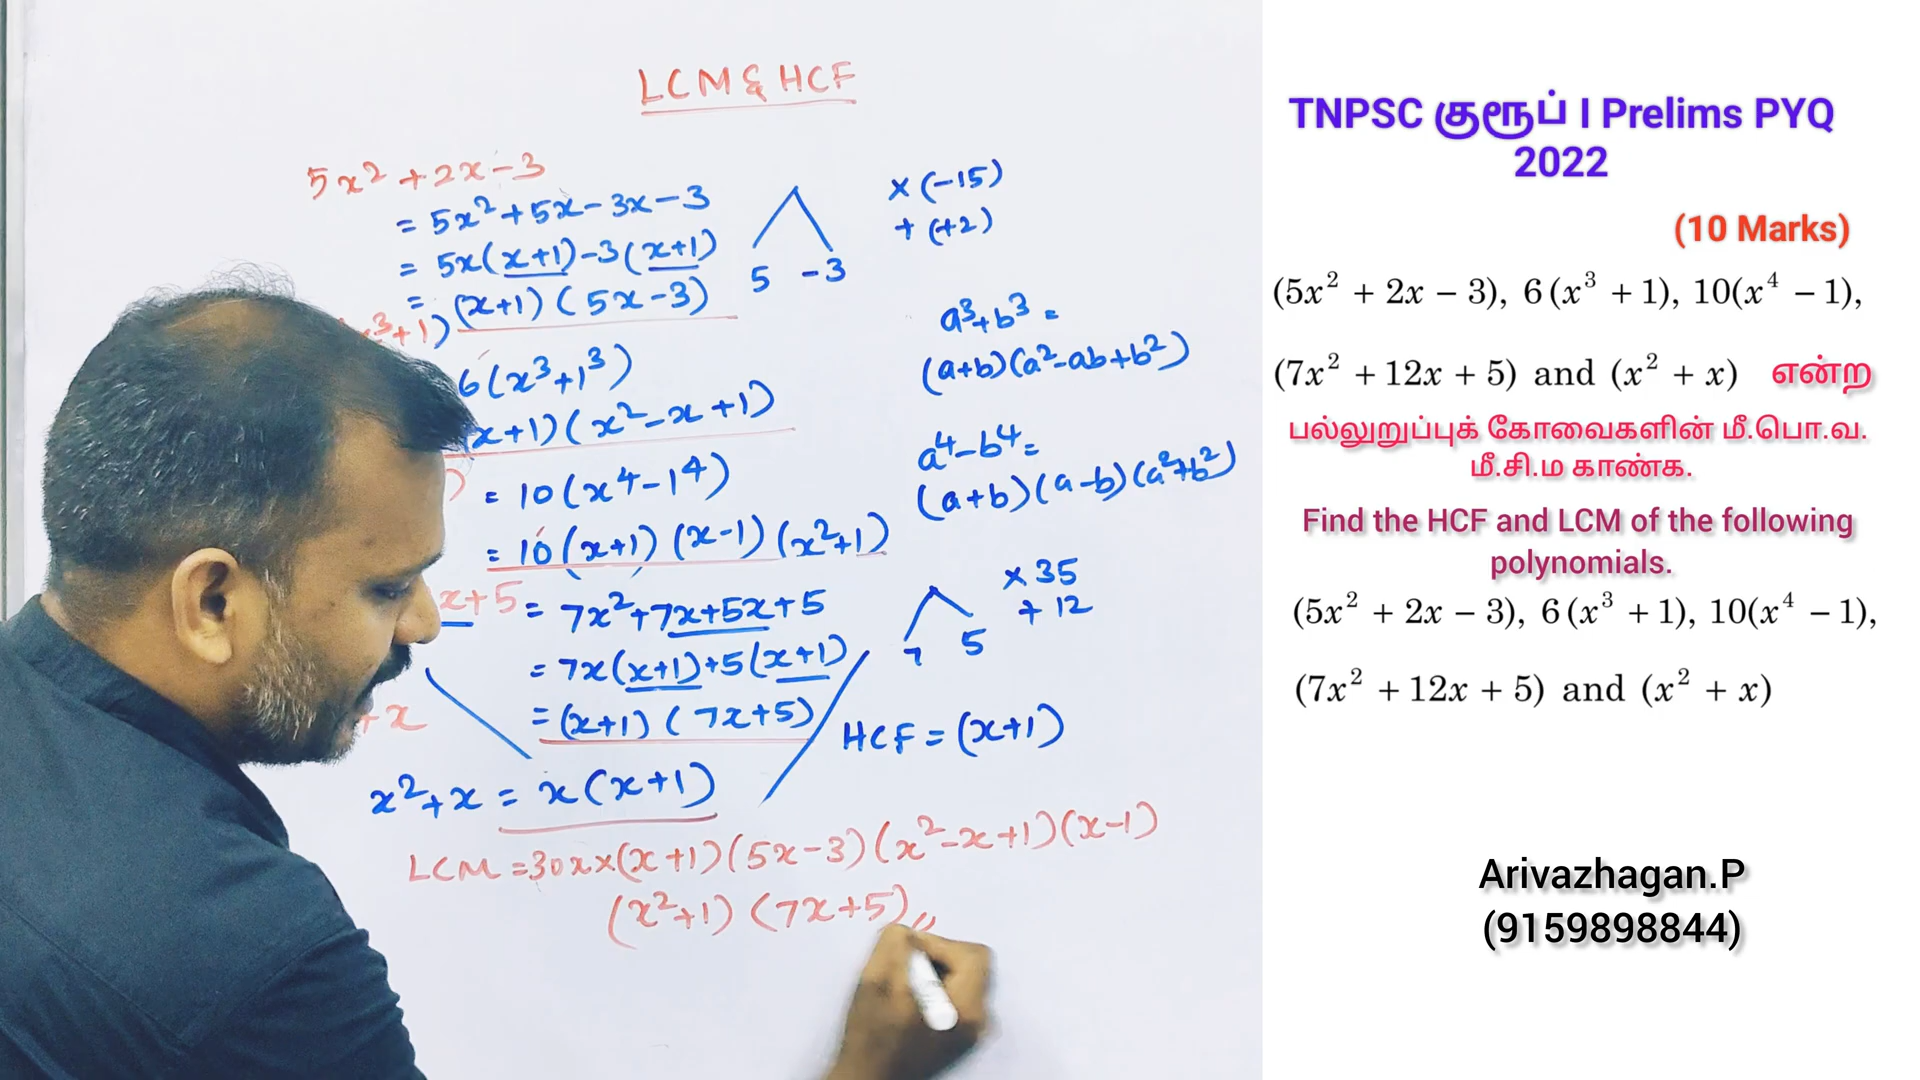 LCM & HCF
5x² + 2x - 3
= 5x² + 5x - 3x - 3
= 5x(x+1) - 3(x+1)
= (x+1)(5x-3)
5 -3
× (-15)
+ (+2)
x³+1)
6(x³+1³)
x+1)(x²-x+1)
a³+b³ =
(a+b)(a²-ab+b²)
) = 10(x⁴-1⁴)
= 10(x+1)(x-1)(x²+1)
a⁴-b⁴ =
(a+b)(a-b)(a²+b²)
x+5 = 7x²+7x+5x+5
= 7x(x+1)+5(x+1)
= (x+1)(7x+5)
7 5
× 35
+ 12
+x
x²+x = x(x+1)
HCF = (x+1)
LCM = 30x×(x+1)(5x-3)(x²-x+1)(x-1)
(x²+1)(7x+5)
TNPSC குரூப் I Prelims PYQ
2022
(10 Marks)
(5x² + 2x − 3), 6(x³ + 1), 10(x⁴ − 1),
(7x² + 12x + 5) and (x² + x) என்ற
பல்லுறுப்புக் கோவைகளின் மீ.பொ.வ.
மீ.சி.ம காண்க.
Find the HCF and LCM of the following
polynomials.
(5x² + 2x − 3), 6(x³ + 1), 10(x⁴ − 1),
(7x² + 12x + 5) and (x² + x)
Arivazhagan.P
(9159898844)